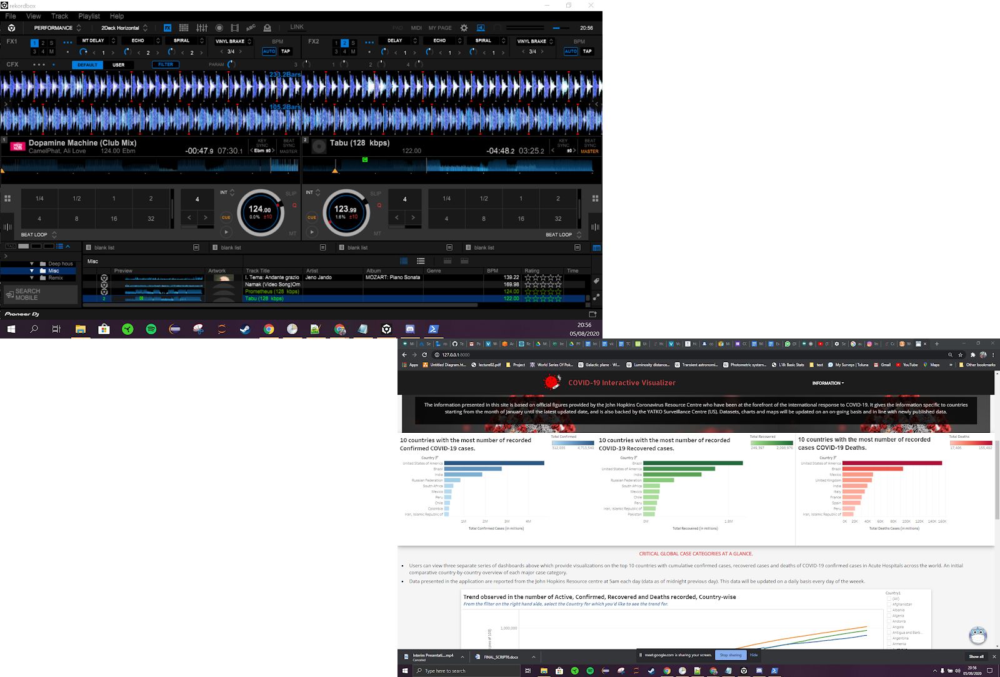 rekordbox
File View Track Playlist Help
PERFORMANCE 2Deck Horizontal FX ABC LINK PAD MIDI MY PAGE 20:56
FX1 1 2 S MT DELAY ECHO SPIRAL VINYL BRAKE BPM FX2 1 2 S DELAY ECHO SPIRAL VINYL BRAKE BPM
3 4 M < 1 > < 2 > < 2 > < 3/4 > AUTO TAP 3 4 M < 1 > < 1 > < 1 > < 3/4 > AUTO TAP
CFX DEFAULT USER FILTER PARAM 3 1 2 4
233.2Bars
105.2Bars
1 Dopamine Machine (Club Mix) KEY SYNC BEAT SYNC
CamelPhat, Ali Love 124.00 Ebm -00:47.9 07:30.1 < Ebm ±0 > MASTER
2 Tabu (128 kbps) KEY SYNC BEAT SYNC
122.00 -04:48.2 03:25.2 < ±0 > MASTER
C
1/4 1/2 1 2 4 INT SLIP INT SLIP 4 1/4 1/2 1 2
124.00 Q 123.99 Q
4 8 16 32 < > CUE 0.0% ±10 CUE 1.6% ±10 < > 4 8 16 32
BEAT LOOP MT MT BEAT LOOP
TAG blank list blank list blank list blank list
Misc
Deep hous
Misc
Remix
SEARCH
MOBILE
Preview Artwork Track Title Artist Album Genre BPM Rating Time
I. Tema: Andante grazio Jeno Jando MOZART: Piano Sonata 139.22
Namak (Video Song)Om 169.98
Prometheus (128 kbps) 124.00
2 Tabu (128 kbps) 122.00
Pioneer Dj
20:56
05/08/2020
127.0.0.1:8000
Apps Untitled Diagram.ht... lecture02.pdf Project World Series Of Pok... Galactic plane - Wi... Luminosity distance... Transient astronomi... Photometric system... L18: Basic Stats text My Surveys | Toluna Gmail YouTube Maps » Other bookmarks
COVID-19 Interactive Visualizer INFORMATION
The information presented in this site is based on official figures provided by the John Hopkins Coronavirus Resource Centre who have been at the forefront of the international response to COVID-19. It gives the information specific to countries
starting from the month of January until the latest updated date, and is also backed by the YATKO Surveillance Centre (US). Datasets, charts and maps will be updated on an on-going basis and in line with newly published data.
10 countries with the most number of recorded
Confirmed COVID-19 cases.
Total Confirmed
312,035 4,713,540
Country
United States of America
Brazil
India
Russian Federation
South Africa
Mexico
Peru
Chile
Colombia
Iran, Islamic Republic of
1M 2M 3M 4M
Total Confirmed Cases (in millions)
10 countries with the most number of recorded
COVID-19 Recovered cases.
Total Recovered
249,397 2,098,976
Country
Brazil
United States of America
India
Russian Federation
South Africa
Mexico
Chile
Peru
Iran, Islamic Republic of
Pakistan
0M 1.8M
Total Recovered (in millions)
10 countries with the most number of recorded
cases COVID-19 Deaths.
Total Deaths
17,405 155,402
Country
United States of America
Brazil
Mexico
United Kingdom
India
Italy
France
Spain
Peru
Iran, Islamic Republic of
0K 20K 40K 60K 80K 100K 120K 140K 160K
Total Deaths Cases (in millions)
CRITICAL GLOBAL CASE CATEGORIES AT A GLANCE.
Users can view three separate series of dashboards above which provide visualizations on the top 10 countries with cumulative confirmed cases, recovered cases and deaths of COVID-19 confirmed cases in Acute Hospitals across the world. An initial
comparative country-by-country overview of each major case category.
Data presented in the application are reported from the John Hopkins Resource centre at 5am each day (data as of midnight previous day). This data will be updated on a daily basis every day of the weeek.
Trend observed in the number of Active, Confirmed, Recovered and Deaths recorded, Country-wise
From the filter on the right hand side, select the Country for which you'd like to see the trend for.
1,000,000
Country1
(All)
Afghanistan
Albania
Algeria
Andorra
Angola
Antigua and Barb...
Argentina
Armenia
Interim Presentati....mp4
Canceled
FINAL_SCRIPT6.docx
meet.google.com is sharing your screen. Stop sharing Hide
Show all
Type here to search
20:56
05/08/2020